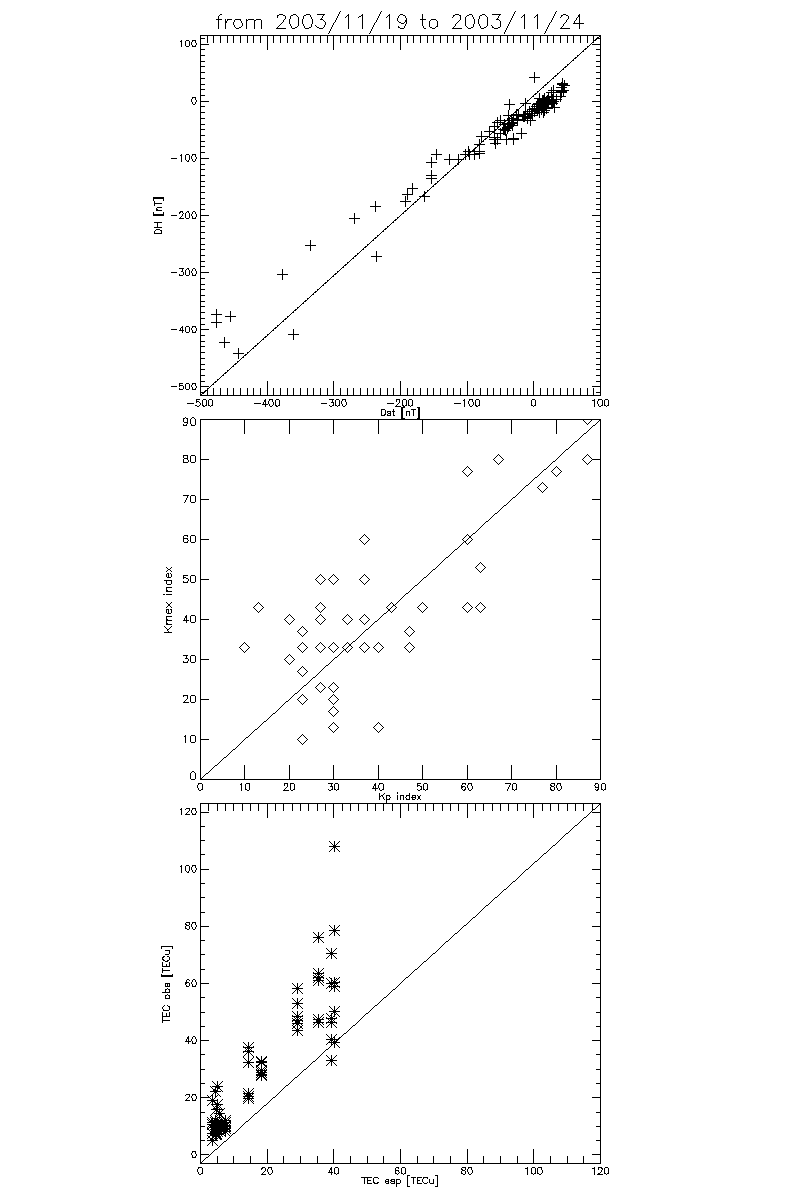 from 2003/11/19 to 2003/11/24
100
0
-100
-200
-300
-400
-500
DH [nT]
-500 -400 -300 -200 -100 0 100
Dst [nT]
90
80
70
60
50
40
30
20
10
0
Kmex index
0 10 20 30 40 50 60 70 80 90
Kp index
120
100
80
60
40
20
0
TEC obs [TECu]
0 20 40 60 80 100 120
TEC esp [TECu]